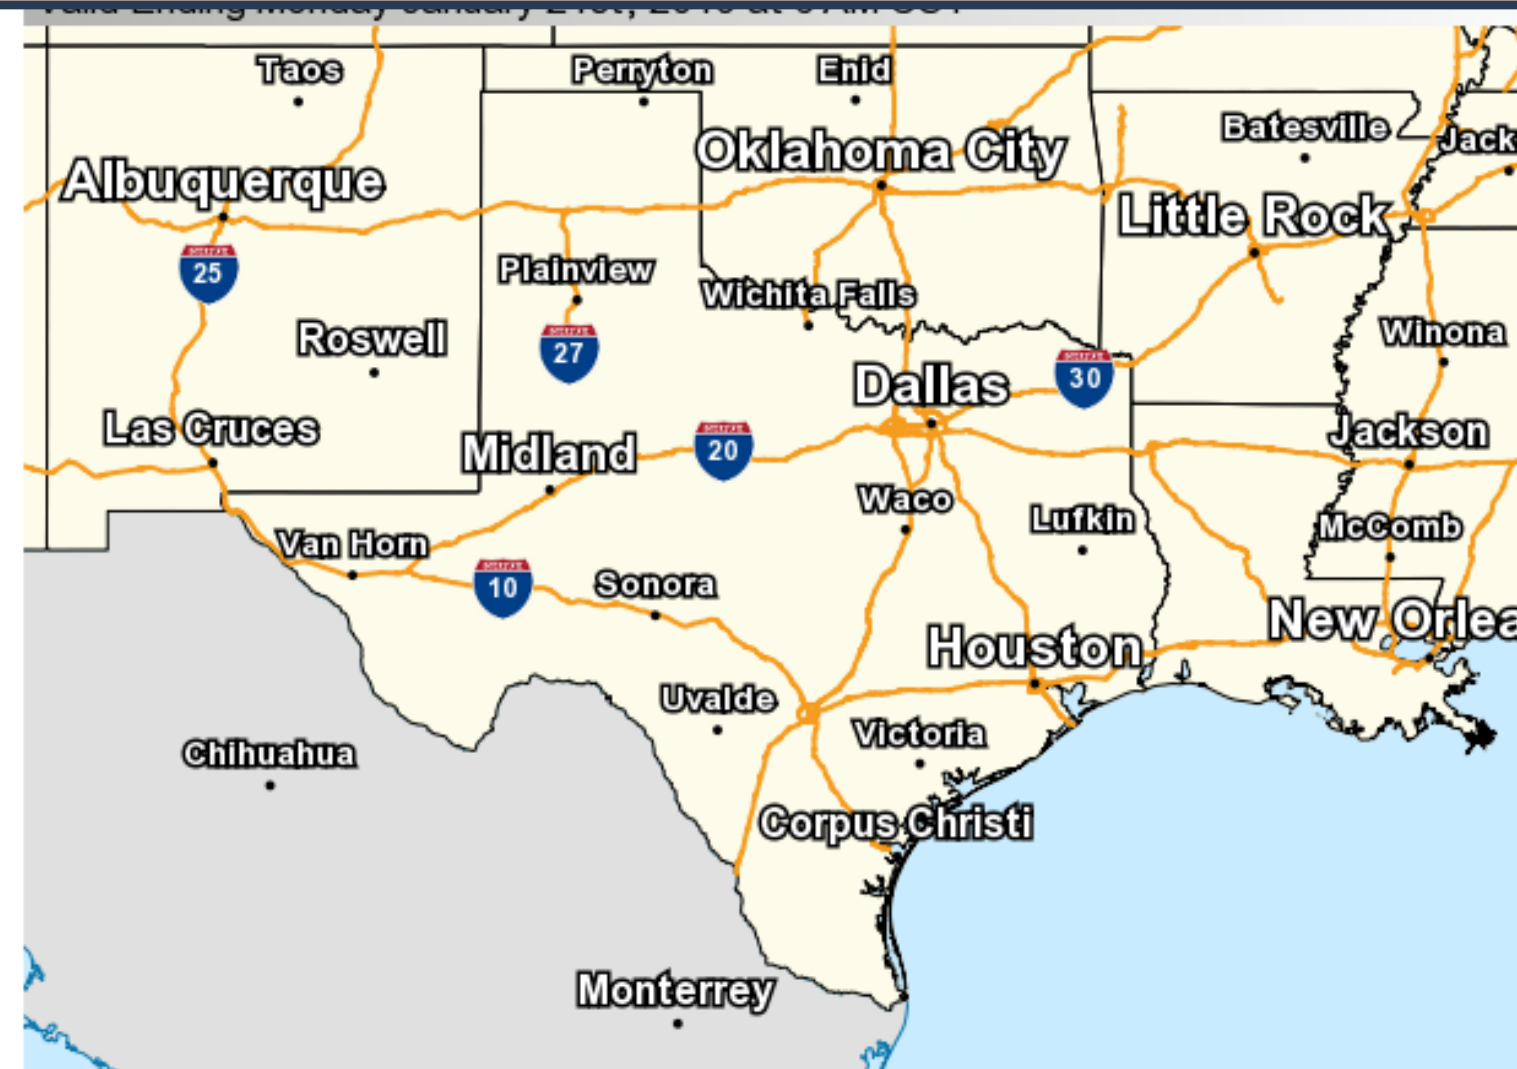 Taos
Perryton
Enid
Batesville
Oklahoma City
Jack
Albuquerque
Little Rock
25
Plainview
Wichita Falls
Roswell
27
Winona
Dallas
30
Las Cruces
Midland
20
Jackson
Waco
Lufkin
McComb
Van Horn
10
Sonora
New Orlea
Houston
Uvalde
Victoria
Chihuahua
Corpus Christi
Monterrey